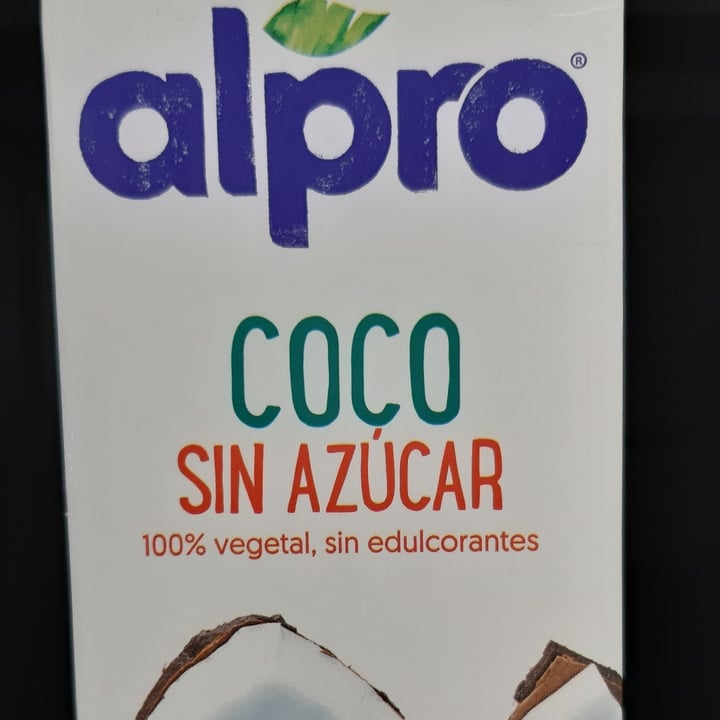 alpro®
COCO
SIN AZÚCAR
100% vegetal, sin edulcorantes